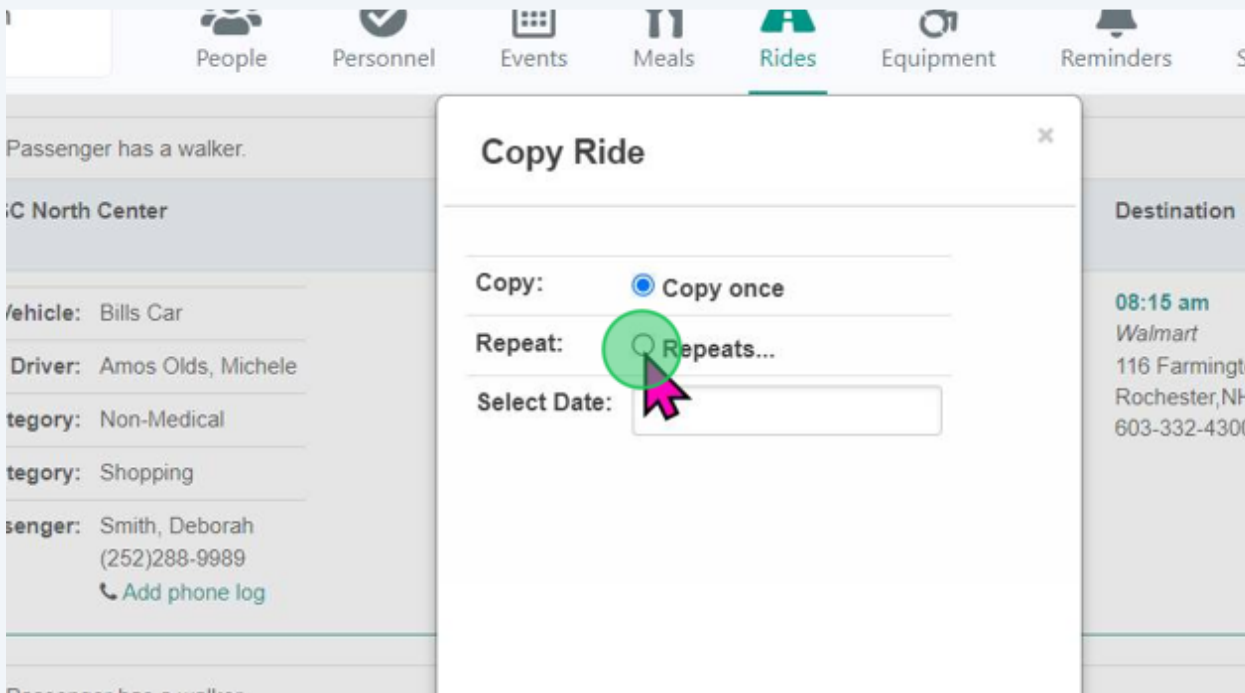 People Personnel Events Meals Rides Equipment Reminders
Passenger has a walker.
Copy Ride
×
North Center
Destination
Copy: Copy once
Repeat: Repeats...
Select Date:
Vehicle: Bills Car
Driver: Amos Olds, Michele
tegory: Non-Medical
tegory: Shopping
senger: Smith, Deborah
(252)288-9989
Add phone log
08:15 am
Walmart
116 Farmingt
Rochester,NH
603-332-430